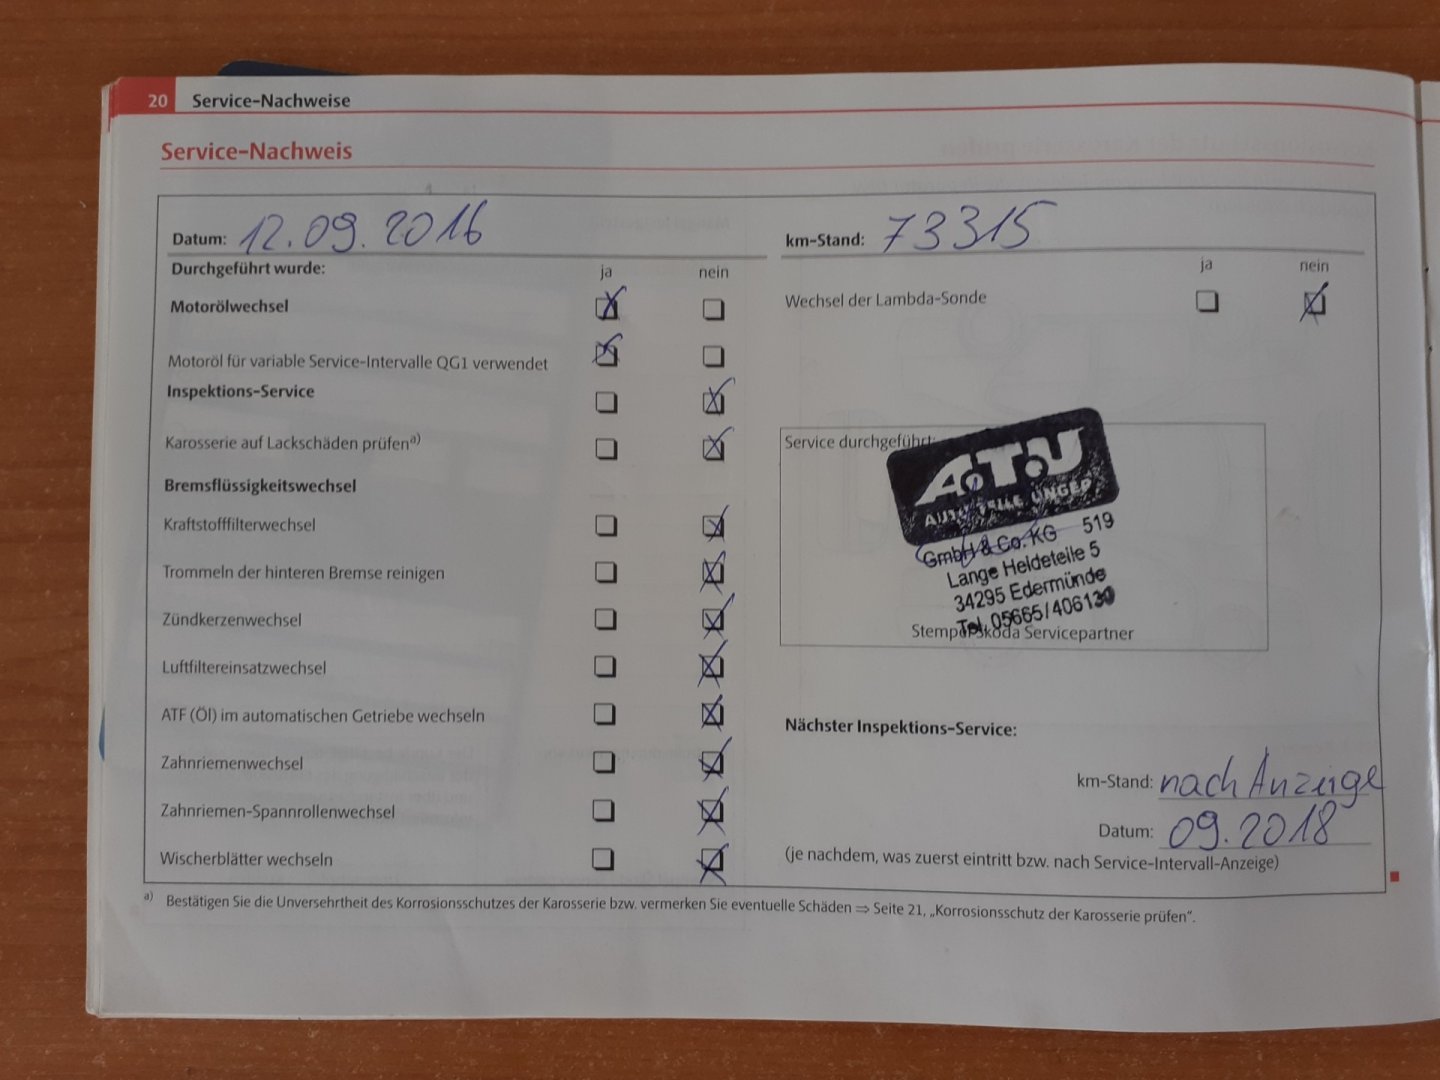 20 Service-Nachweise
Service-Nachweis
Datum: 12.09.2016
km-Stand: 73315
Durchgeführt wurde: ja nein
ja nein
Motorölwechsel
Wechsel der Lambda-Sonde
Motoröl für variable Service-Intervalle QG1 verwendet
Inspektions-Service
Karosserie auf Lackschäden prüfena)
Bremsflüssigkeitswechsel
Kraftstofffilterwechsel
Trommeln der hinteren Bremse reinigen
Zündkerzenwechsel
Luftfiltereinsatzwechsel
ATF (Öl) im automatischen Getriebe wechseln
Zahnriemenwechsel
Zahnriemen-Spannrollenwechsel
Wischerblätter wechseln
Service durchgeführt:
A.T.U
AUTO TEILE UNGER
GmbH & Co. KG 519
Lange Heldeteile 5
34295 Edermünde
Tel. 05665/406130
Stempel Škoda Servicepartner
Nächster Inspektions-Service:
km-Stand: nach Anzeige
Datum: 09.2018
(je nachdem, was zuerst eintritt bzw. nach Service-Intervall-Anzeige)
a) Bestätigen Sie die Unversehrtheit des Korrosionsschutzes der Karosserie bzw. vermerken Sie eventuelle Schäden ⇒ Seite 21, „Korrosionsschutz der Karosserie prüfen“.